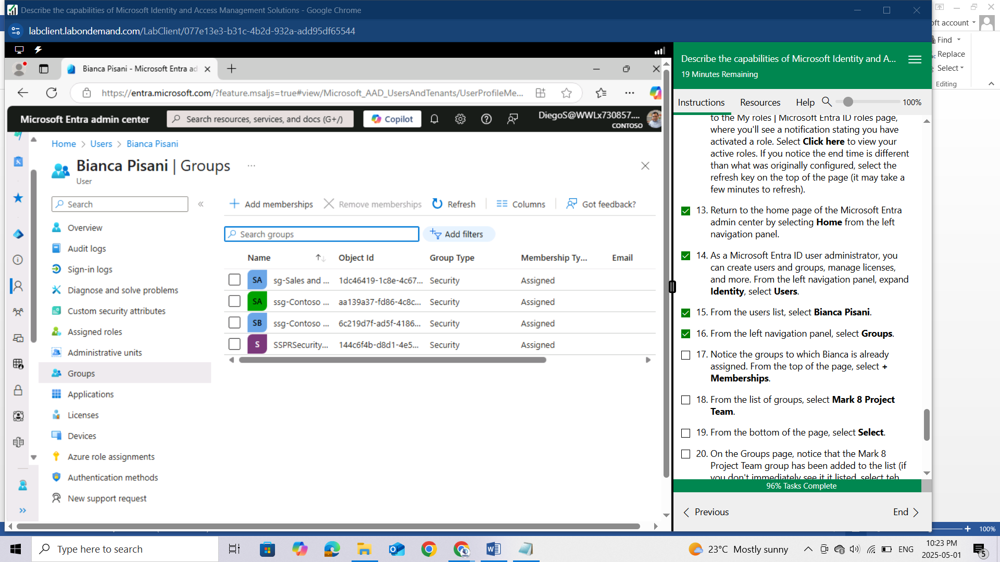 Describe the capabilities of Microsoft Identity and Access Management Solutions - Google Chrome
labclient.labondemand.com/LabClient/077e13e3-b31c-4b2d-932a-add95df65544
Bianca Pisani - Microsoft Entra ad
https://entra.microsoft.com/?feature.msaljs=true#view/Microsoft_AAD_UsersAndTenants/UserProfileMe...
Microsoft Entra admin center
Search resources, services, and docs (G+/)
Copilot
DiegoS@WWLx730857....
CONTOSO
Home > Users > Bianca Pisani
Bianca Pisani | Groups
User
Search
Overview
Audit logs
Sign-in logs
Diagnose and solve problems
Custom security attributes
Assigned roles
Administrative units
Groups
Applications
Licenses
Devices
Azure role assignments
Authentication methods
New support request
Add memberships
Remove memberships
Refresh
Columns
Got feedback?
Search groups
Add filters
Name Object Id Group Type Membership Ty... Email
SA sg-Sales and ... 1dc46419-1c8e-4c67... Security Assigned
SA ssg-Contoso ... aa139a37-fd86-4c8c... Security Assigned
SB ssg-Contoso ... 6c219d7f-ad5f-4186... Security Assigned
S SSPRSecurity... 144c6f4b-d8d1-4e5... Security Assigned
Describe the capabilities of Microsoft Identity and A...
19 Minutes Remaining
Instructions Resources Help 100%
to the My roles | Microsoft Entra ID roles page,
where you'll see a notification stating you have
activated a role. Select Click here to view your
active roles. If you notice the end time is different
than what was originally configured, select the
refresh key on the top of the page (it may take a
few minutes to refresh).
13. Return to the home page of the Microsoft Entra
admin center by selecting Home from the left
navigation panel.
14. As a Microsoft Entra ID user administrator, you
can create users and groups, manage licenses,
and more. From the left navigation panel, expand
Identity, select Users.
15. From the users list, select Bianca Pisani.
16. From the left navigation panel, select Groups.
17. Notice the groups to which Bianca is already
assigned. From the top of the page, select +
Memberships.
18. From the list of groups, select Mark 8 Project
Team.
19. From the bottom of the page, select Select.
20. On the Groups page, notice that the Mark 8
Project Team group has been added to the list (if
you don't immediately see it it listed, select teh
96% Tasks Complete
Previous
End
oft account
Find
Replace
Select
Editing
100%
Type here to search
23°C Mostly sunny
ENG
10:23 PM
2025-05-01
5